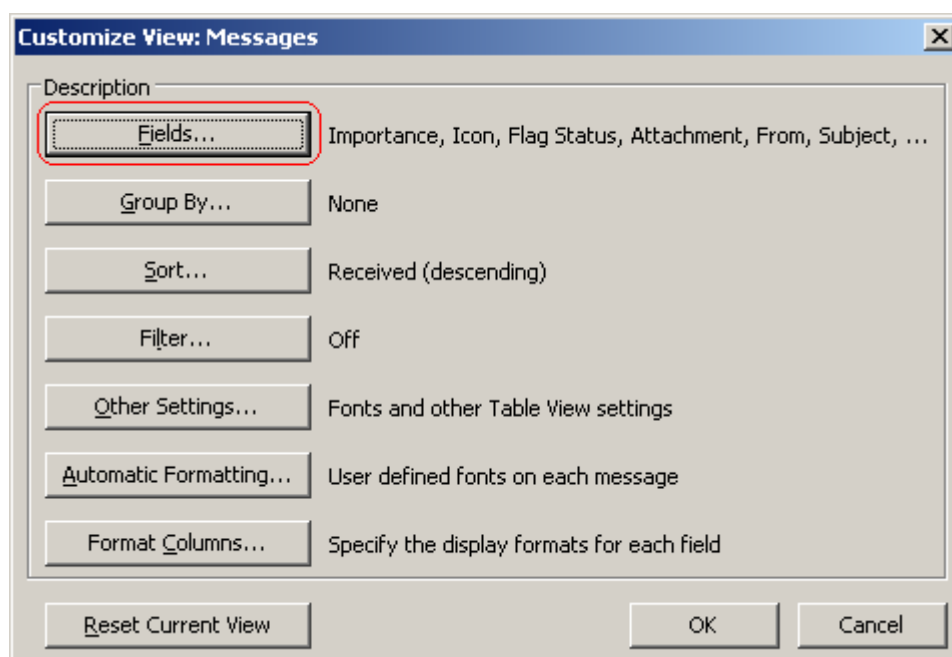 Customize View: Messages
Description
Fields... Importance, Icon, Flag Status, Attachment, From, Subject, ...
Group By... None
Sort... Received (descending)
Filter... Off
Other Settings... Fonts and other Table View settings
Automatic Formatting... User defined fonts on each message
Format Columns... Specify the display formats for each field
Reset Current View OK Cancel